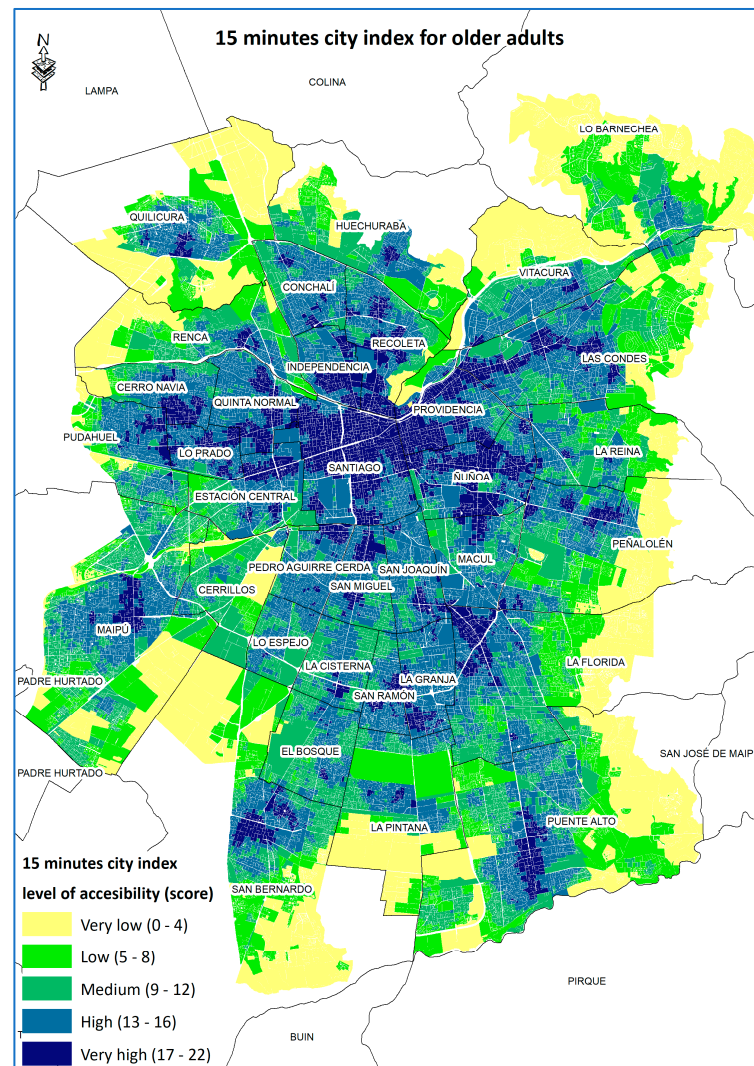 15 minutes city index for older adults
N
COLINA
LAMPA
LO BARNECHEA
QUILICURA
HUECHURABA
VITACURA
CONCHALÍ
RENCA
RECOLETA
LAS CONDES
INDEPENDENCIA
CERRO NAVIA
QUINTA NORMAL
PROVIDENCIA
PUDAHUEL
LO PRADO
LA REINA
SANTIAGO
ÑUÑOA
ESTACIÓN CENTRAL
PEÑALOLÉN
MACUL
PEDRO AGUIRRE CERDA
SAN JOAQUÍN
SAN MIGUEL
CERRILLOS
MAIPÚ
LO ESPEJO
LA CISTERNA
LA FLORIDA
LA GRANJA
PADRE HURTADO
SAN RAMÓN
EL BOSQUE
SAN JOSÉ DE MAIP
PADRE HURTADO
PUENTE ALTO
LA PINTANA
SAN BERNARDO
PIRQUE
BUIN
T
15 minutes city index
level of accesibility (score)
Very low (0 - 4)
Low (5 - 8)
Medium (9 - 12)
High (13 - 16)
Very high (17 - 22)